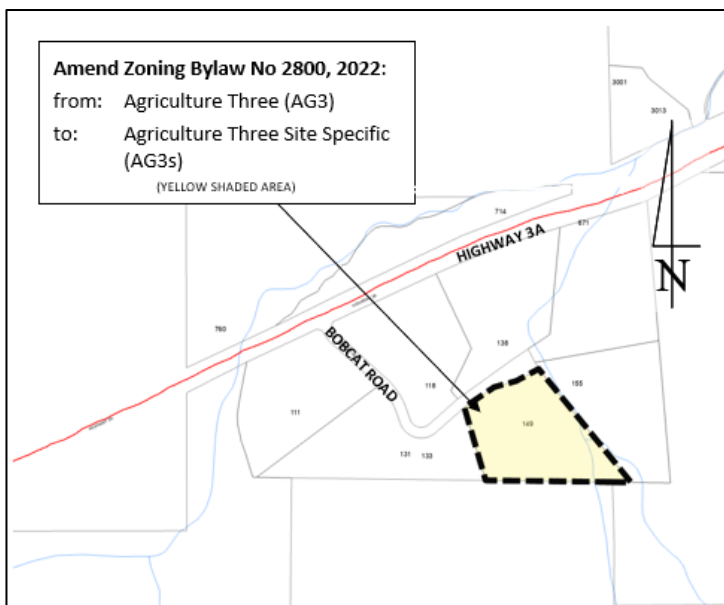 Amend Zoning Bylaw No 2800, 2022:
from: Agriculture Three (AG3)
to: Agriculture Three Site Specific
(AG3s)
(YELLOW SHADED AREA)
3001
3013
714
871
HIGHWAY 3A
N
760
138
BOBCAT ROAD
118
155
111
149
131 133